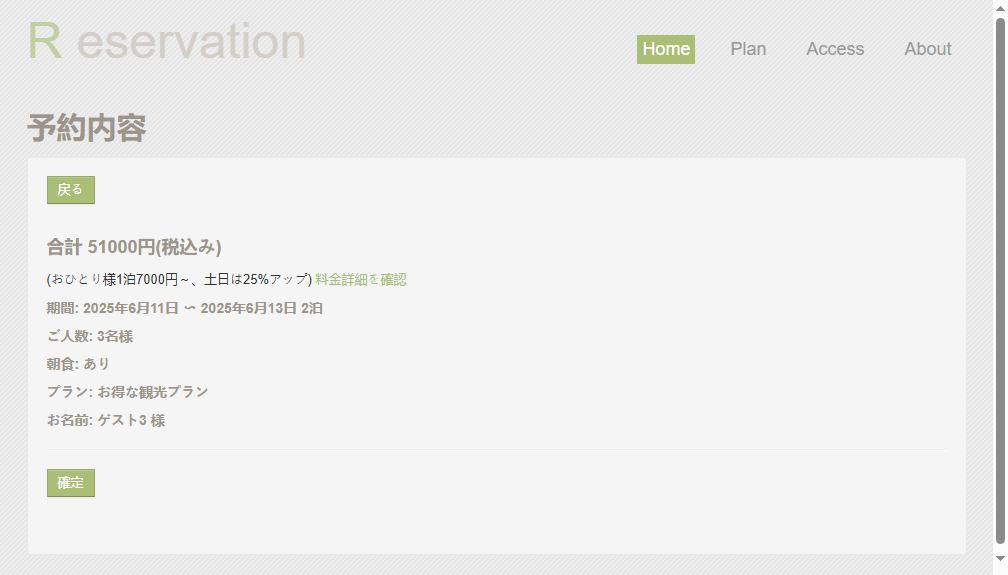 R eservation
Home Plan Access About
予約内容
戻る
合計 51000円(税込み)
(おひとり様1泊7000円～、土日は25%アップ) 料金詳細を確認
期間: 2025年6月11日 〜 2025年6月13日 2泊
ご人数: 3名様
朝食: あり
プラン: お得な観光プラン
お名前: ゲスト3 様
確定